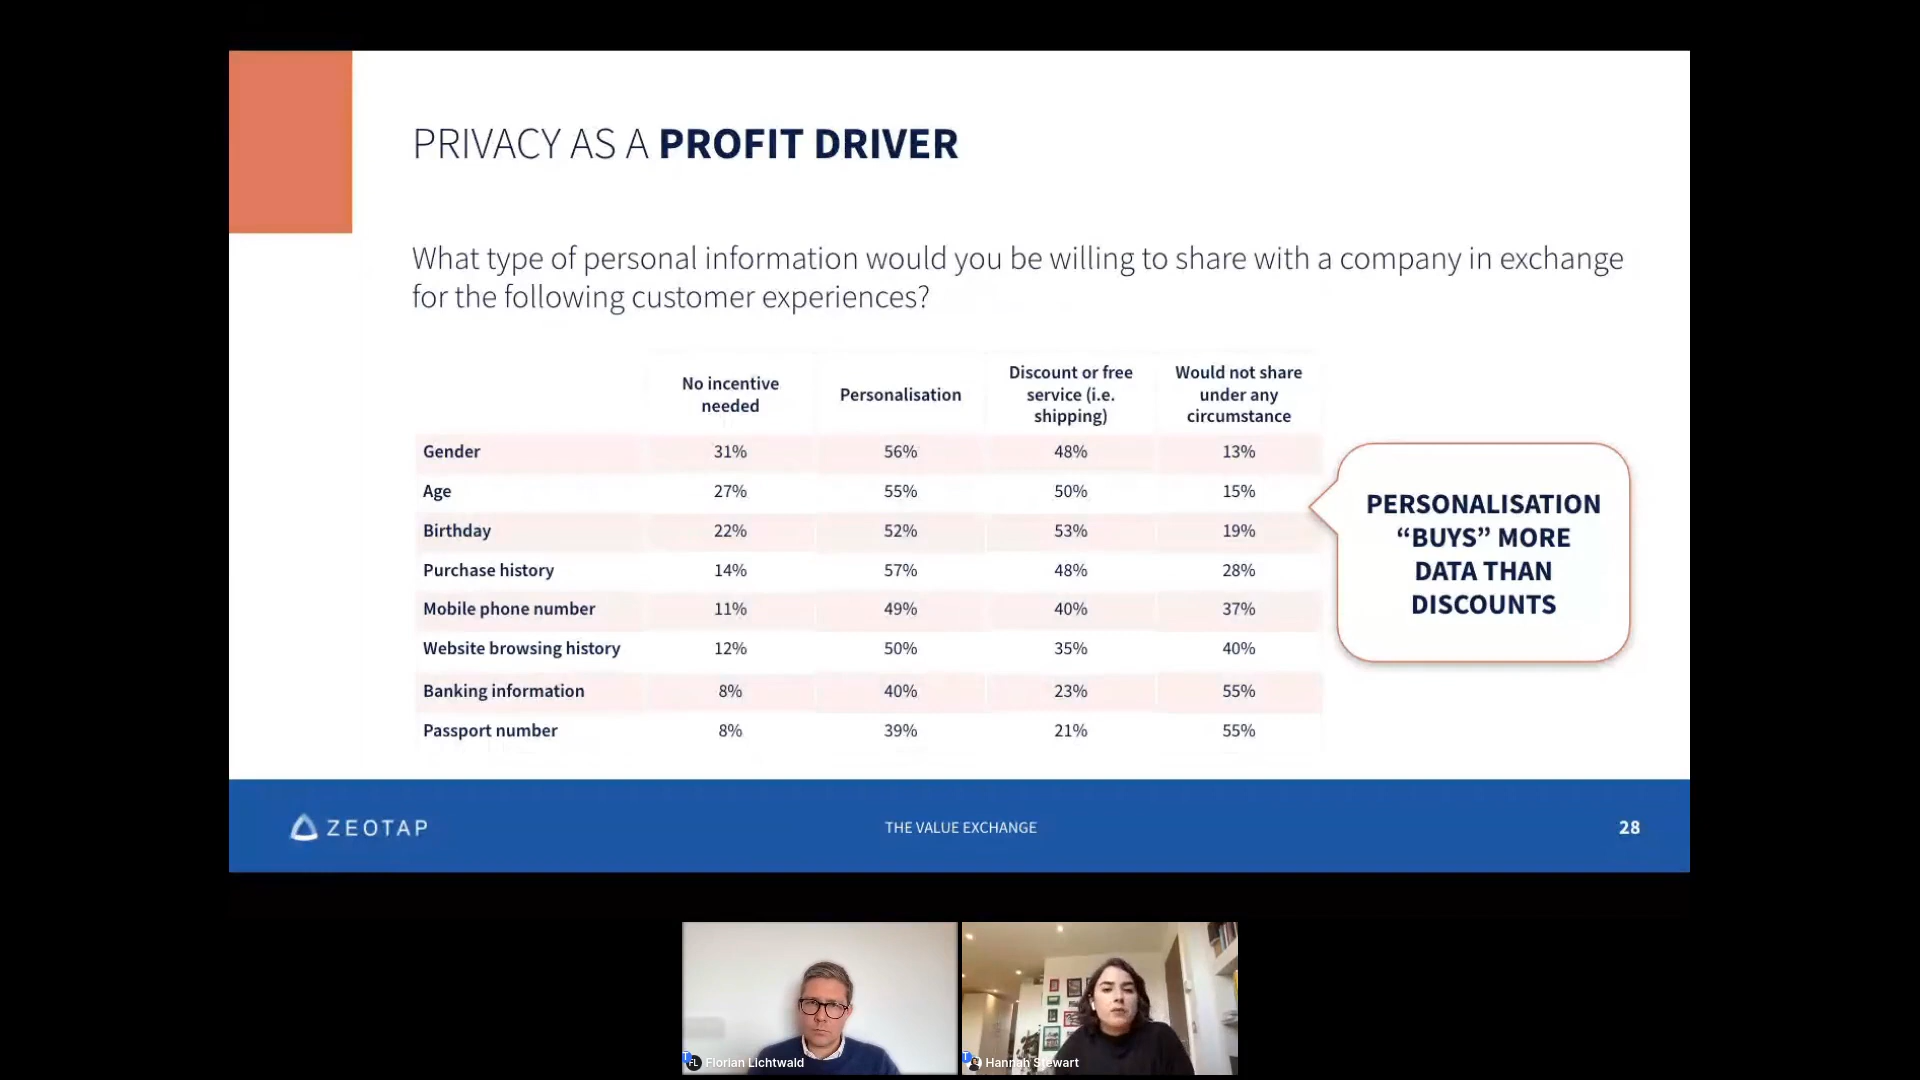 PRIVACY AS A PROFIT DRIVER
What type of personal information would you be willing to share with a company in exchange
for the following customer experiences?
No incentive
needed
Personalisation
Discount or free
service (i.e.
shipping)
Would not share
under any
circumstance
Gender 31% 56% 48% 13%
Age 27% 55% 50% 15%
Birthday 22% 52% 53% 19%
Purchase history 14% 57% 48% 28%
Mobile phone number 11% 49% 40% 37%
Website browsing history 12% 50% 35% 40%
Banking information 8% 40% 23% 55%
Passport number 8% 39% 21% 55%
PERSONALISATION
“BUYS” MORE
DATA THAN
DISCOUNTS
ZEOTAP
THE VALUE EXCHANGE
28
T FL Florian Lichtwald
T Hannah Stewart